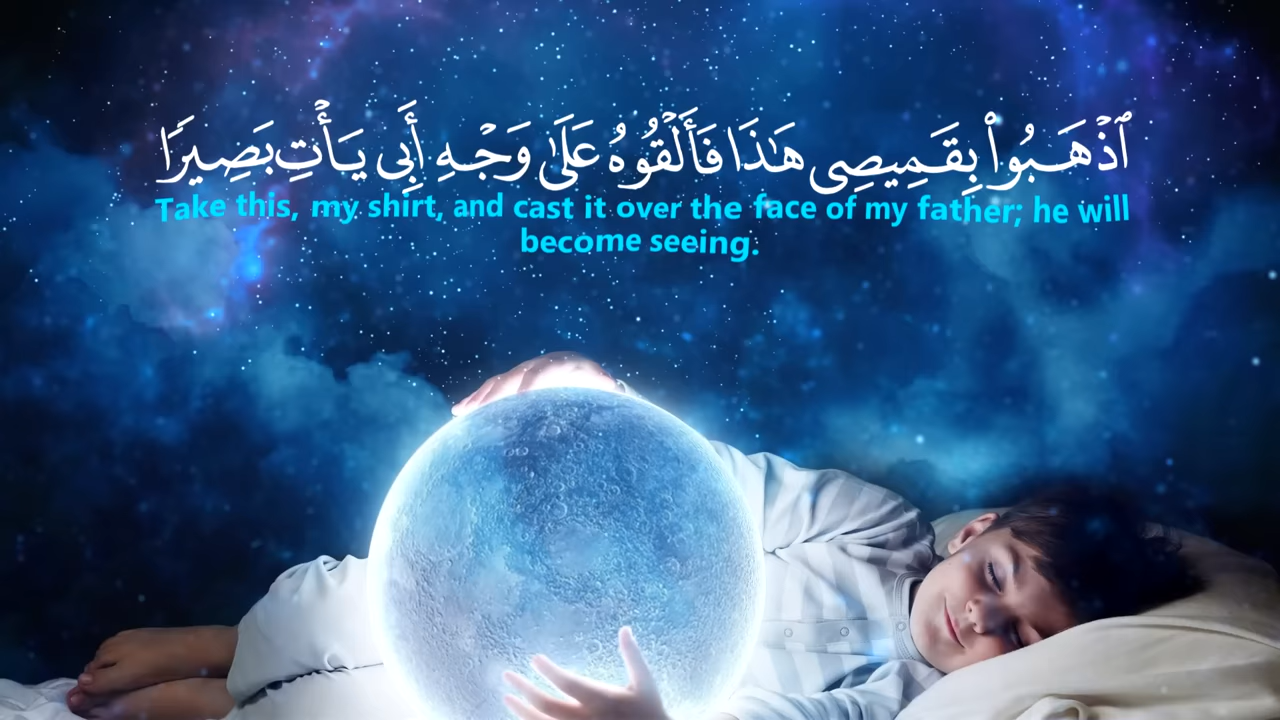 ٱذۡهَبُواْ بِقَمِيصِى هَٰذَا فَأَلۡقُوهُ عَلَىٰ وَجۡهِ أَبِى يَأۡتِ بَصِيرًا
Take this, my shirt, and cast it over the face of my father; he will
become seeing.